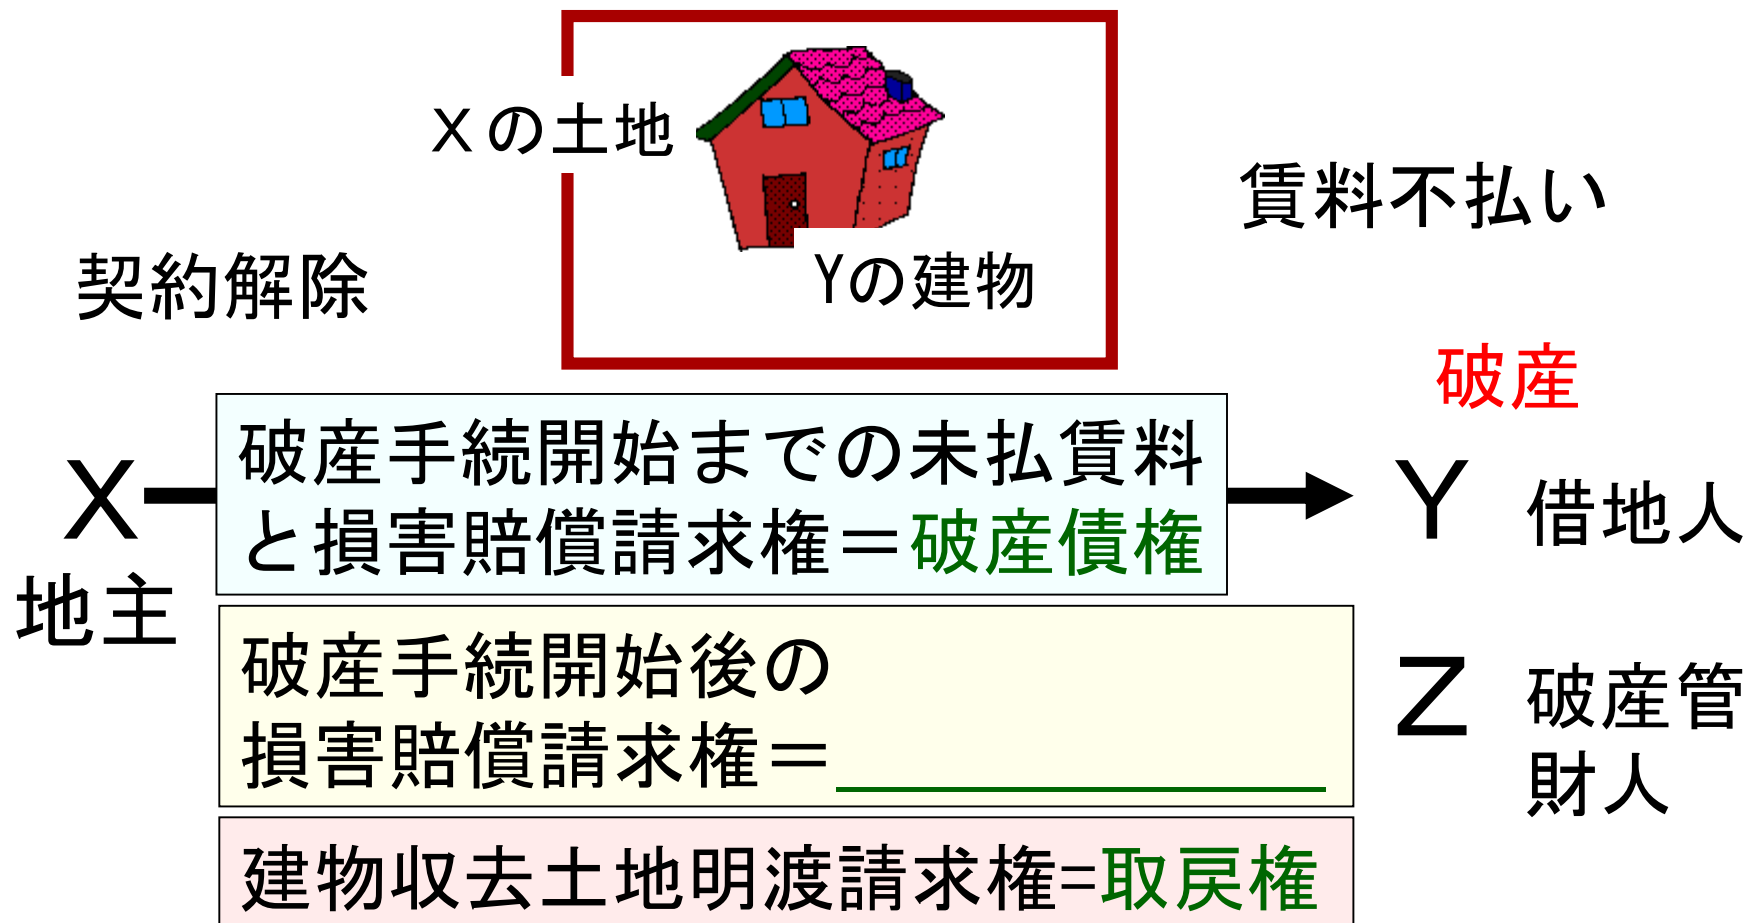 Xの土地
Yの建物
賃料不払い
契約解除
破産
X
地主
破産手続開始までの未払賃料
と損害賠償請求権＝破産債権
Y 借地人
破産手続開始後の
損害賠償請求権＝
Z 破産管
財人
建物収去土地明渡請求権=取戻権